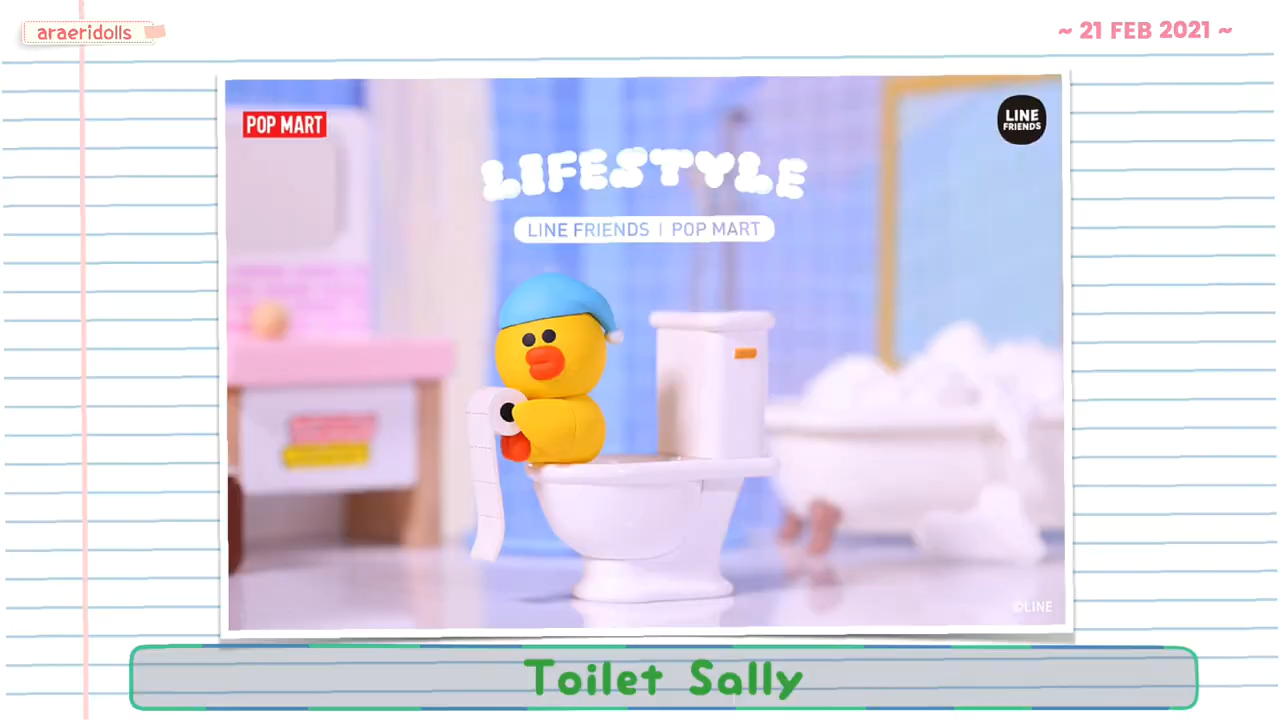 araeridolls
~ 21 FEB 2021 ~
POP MART
LINE
FRIENDS
LIFESTYLE
LINE FRIENDS | POP MART
©LINE
Toilet Sally